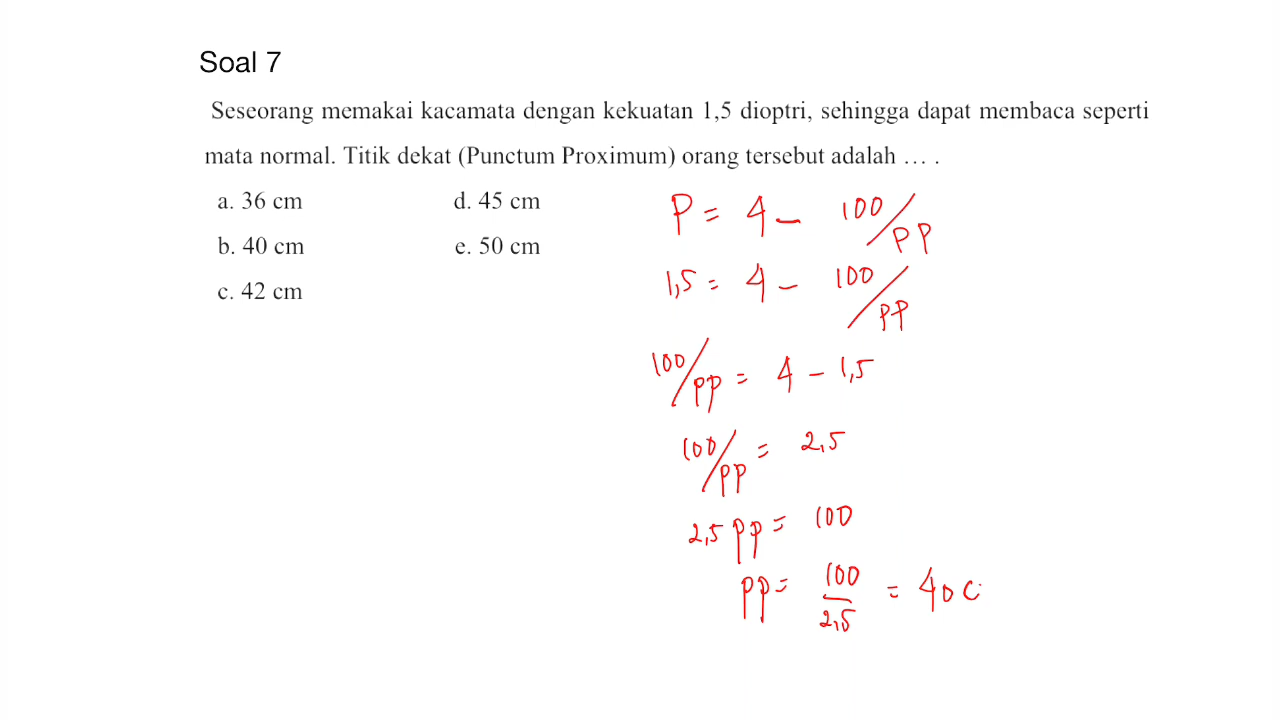 Soal 7
Seseorang memakai kacamata dengan kekuatan 1,5 dioptri, sehingga dapat membaca seperti
mata normal. Titik dekat (Punctum Proximum) orang tersebut adalah … .
a. 36 cm
d. 45 cm
b. 40 cm
e. 50 cm
c. 42 cm
P = 4 - 100/PP
1,5 = 4 - 100/PP
100/PP = 4 - 1,5
100/PP = 2,5
2,5 PP = 100
PP = 100/2,5 = 40 c